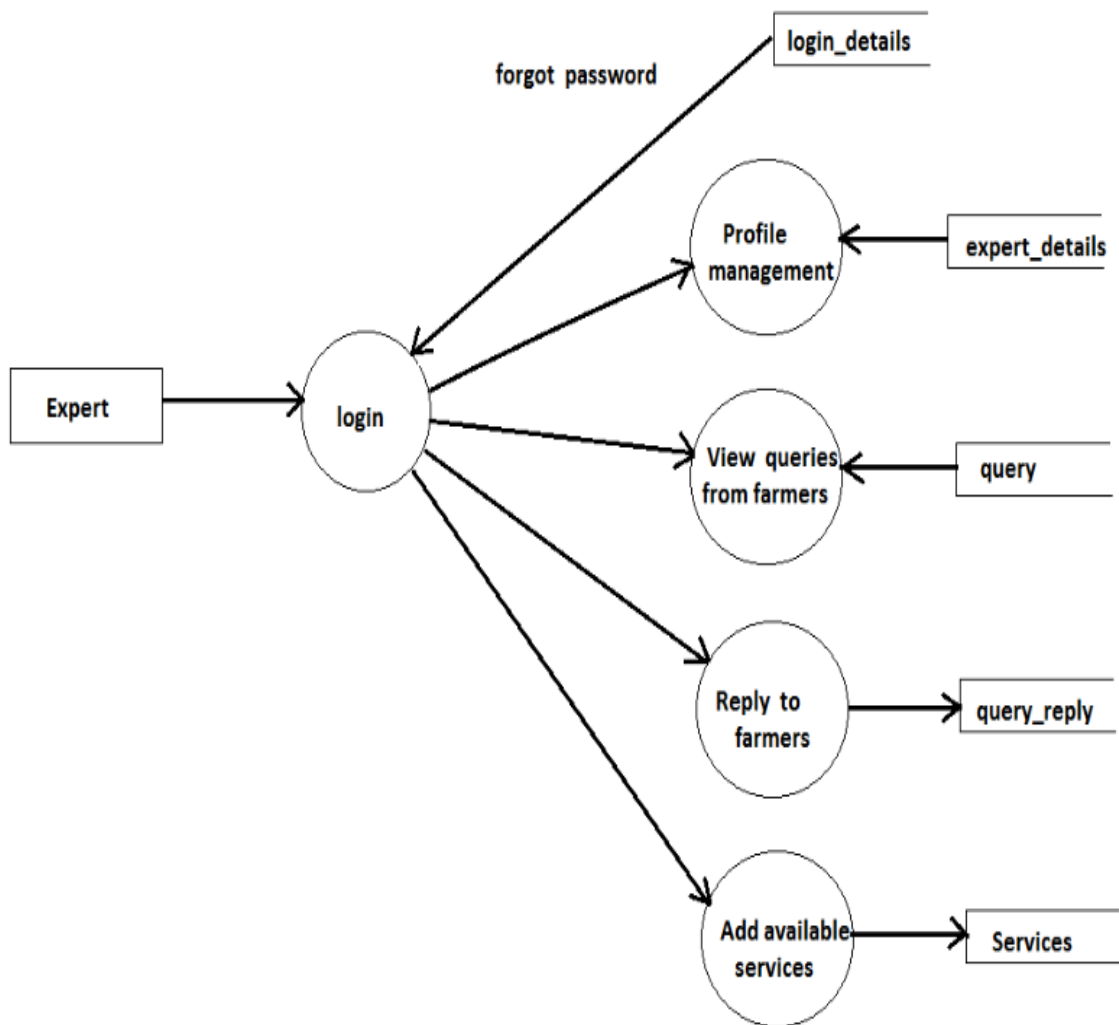 login_details
forgot password
Profile
management
expert_details
Expert
login
View queries
from farmers
query
Reply to
farmers
query_reply
Add available
services
Services